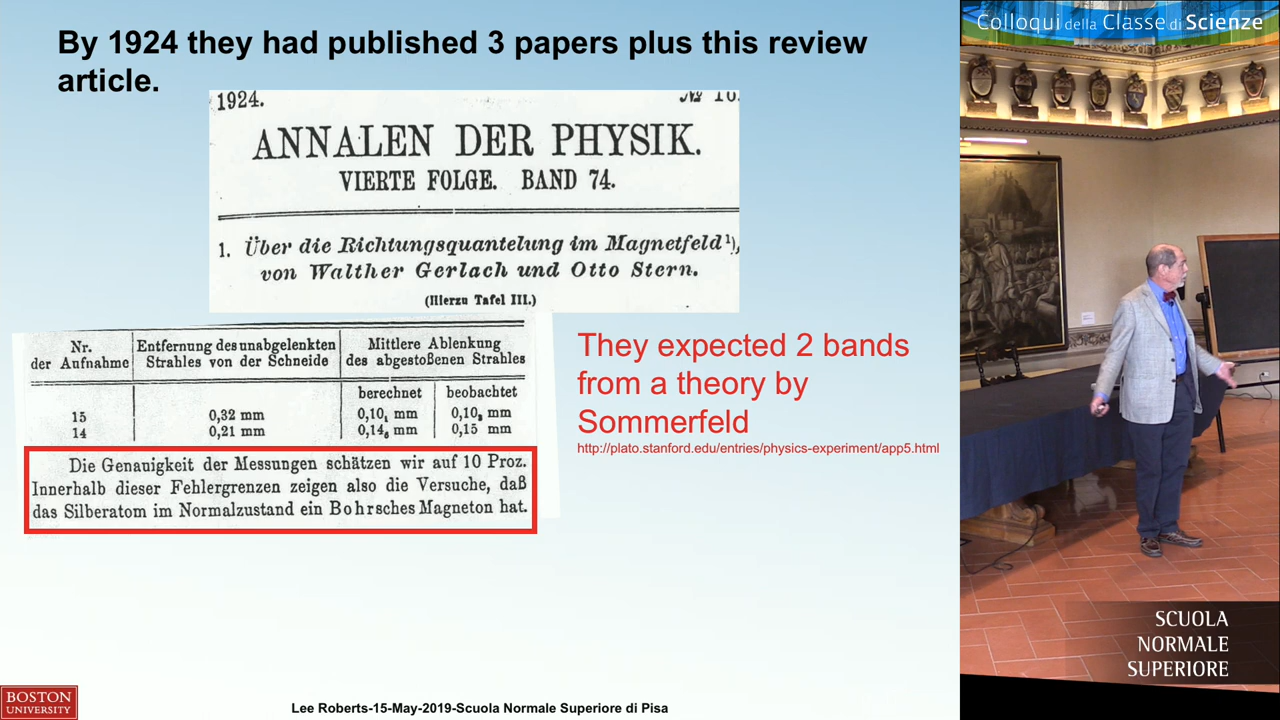 By 1924 they had published 3 papers plus this review
article.
1924.
№ 10.
ANNALEN DER PHYSIK.
VIERTE FOLGE. BAND 74.
1. Über die Richtungsquantelung im Magnetfeld¹),
von Walther Gerlach und Otto Stern.
(Hierzu Tafel III.)
Nr.
der Aufnahme
Entfernung des unabgelenkten
Strahles von der Schneide
Mittlere Ablenkung
des abgestoßenen Strahles
berechnet
beobachtet
15
0,32 mm
0,10₁ mm
0,10₅ mm
14
0,21 mm
0,14₆ mm
0,15 mm
Die Genauigkeit der Messungen schätzen wir auf 10 Proz.
Innerhalb dieser Fehlergrenzen zeigen also die Versuche, daß
das Silberatom im Normalzustand ein Bohrsches Magneton hat.
They expected 2 bands
from a theory by
Sommerfeld
http://plato.stanford.edu/entries/physics-experiment/app5.html
BOSTON
UNIVERSITY
Lee Roberts-15-May-2019-Scuola Normale Superiore di Pisa
Colloqui della Classe di Scienze
SCUOLA
NORMALE
SUPERIORE